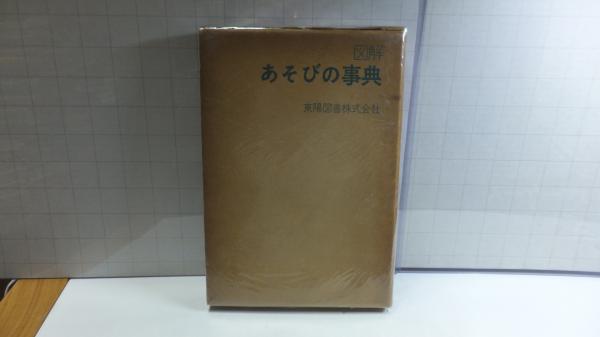 図解
あそびの事典
東陽図書株式会社